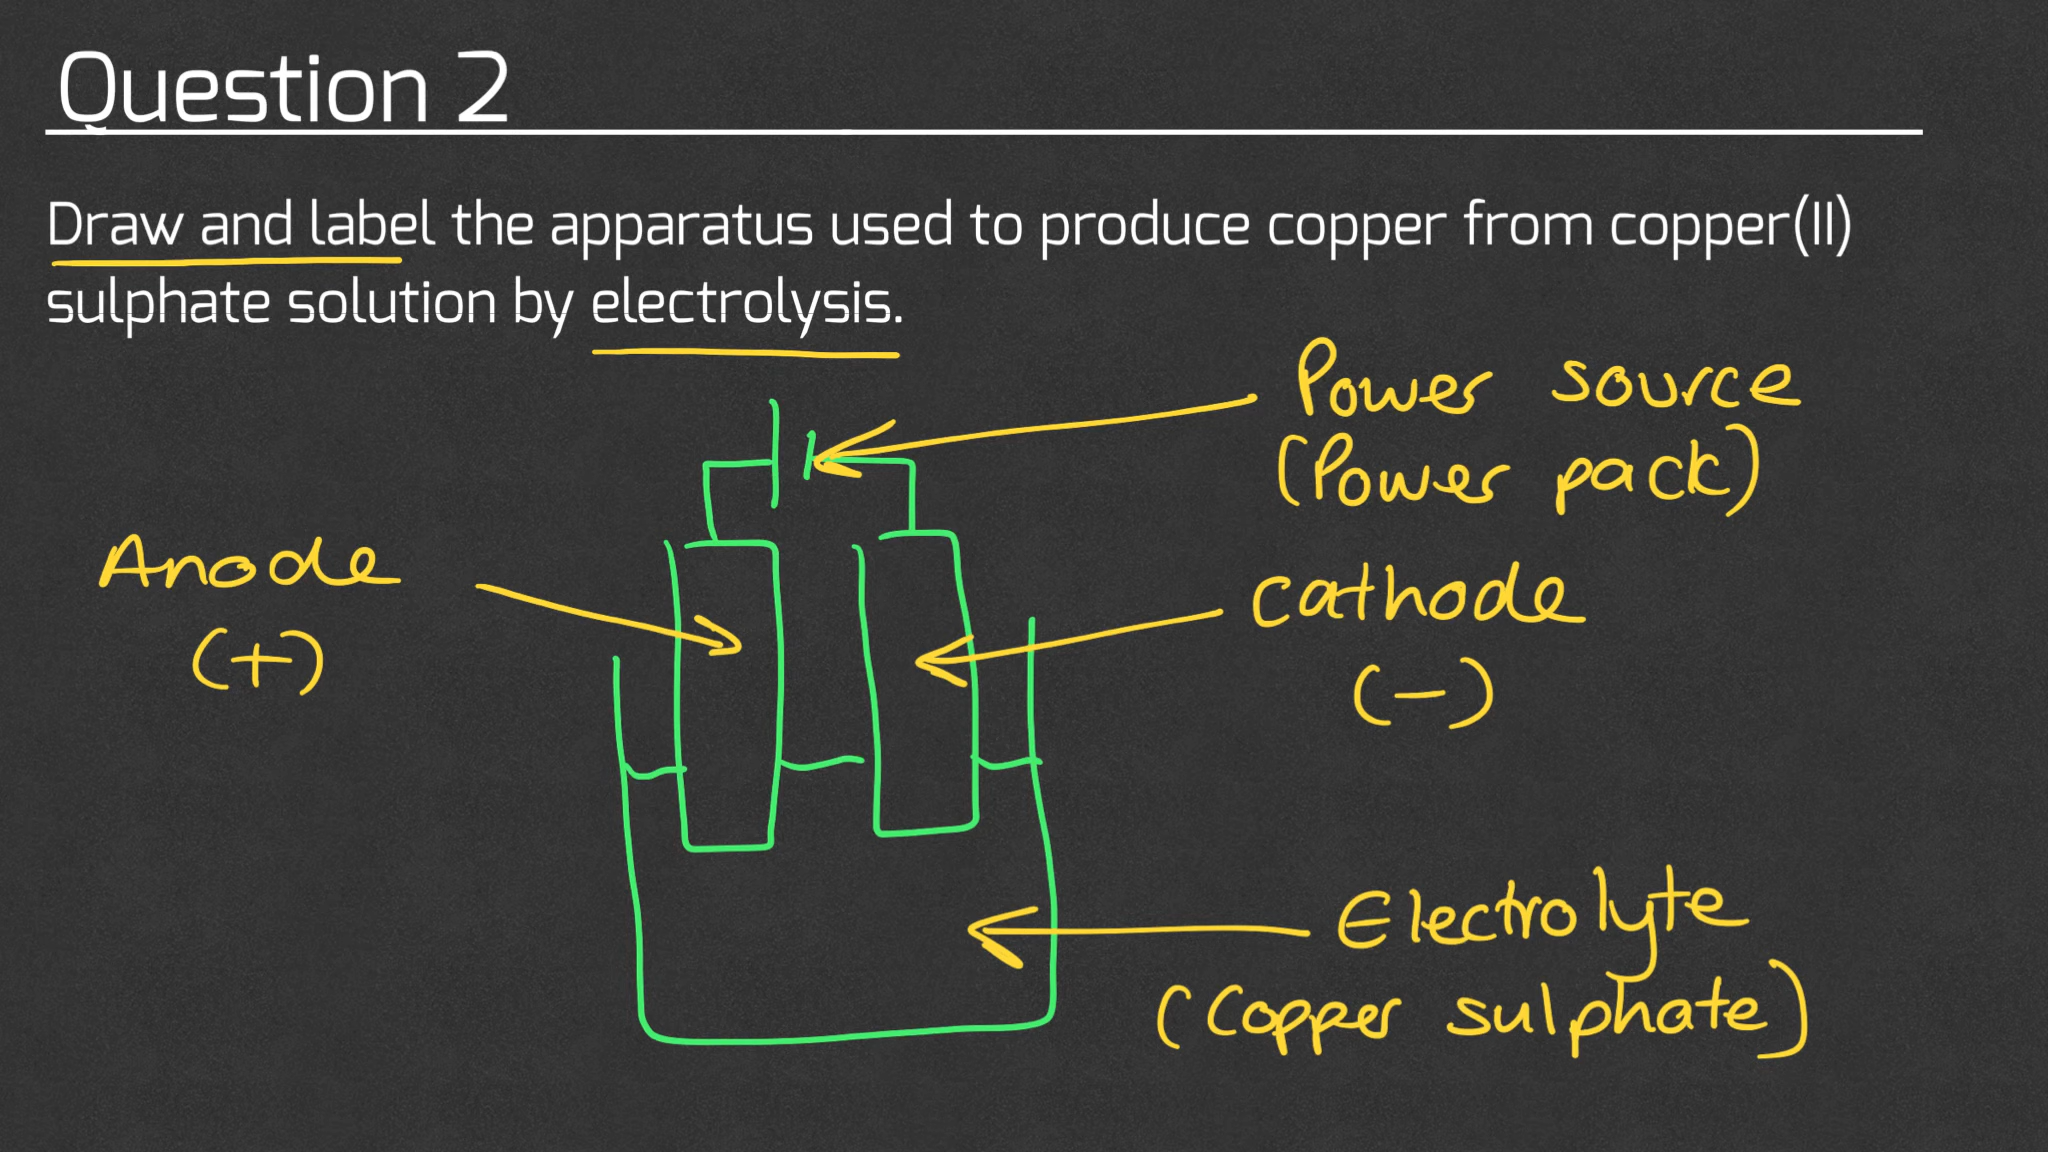 Question 2
Draw and label the apparatus used to produce copper from copper(II)
sulphate solution by electrolysis.
Power source
(Power pack)
Anode
(+)
Cathode
(-)
Electrolyte
(Copper sulphate)